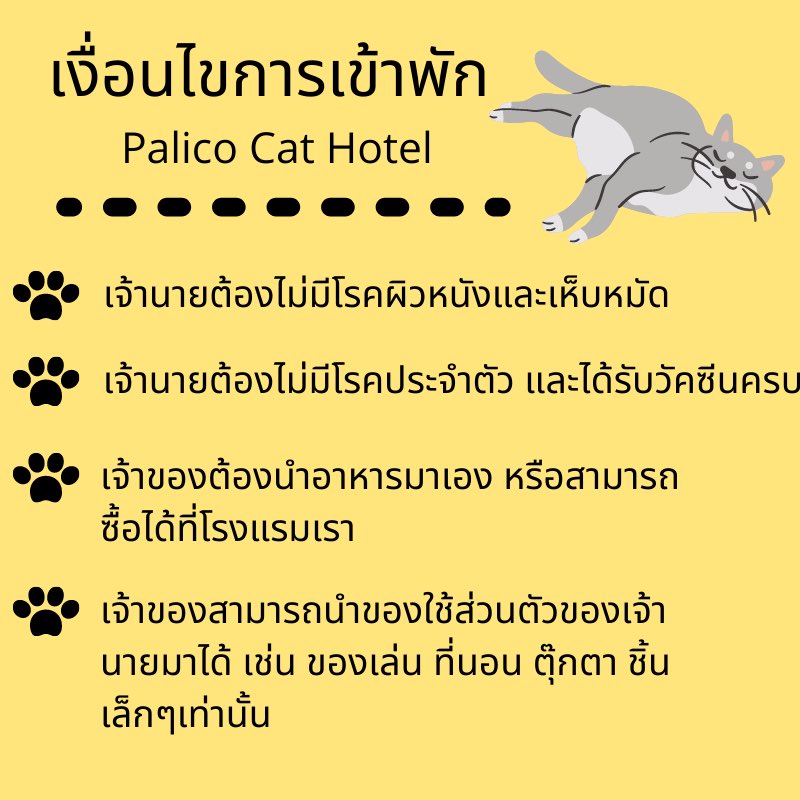 เงื่อนไขการเข้าพัก
Palico Cat Hotel
เจ้านายต้องไม่มีโรคผิวหนังและเห็บหมัด
เจ้านายต้องไม่มีโรคประจำตัว และได้รับวัคซีนครบ
เจ้าของต้องนำอาหารมาเอง หรือสามารถ
ซื้อได้ที่โรงแรมเรา
เจ้าของสามารถนำของใช้ส่วนตัวของเจ้า
นายมาได้ เช่น ของเล่น ที่นอน ตุ๊กตา ชิ้น
เล็กๆเท่านั้น